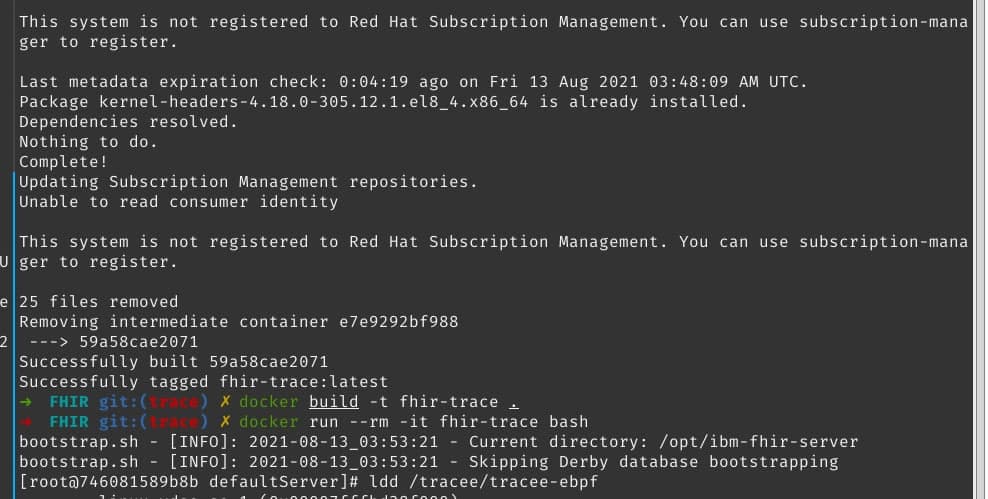 This system is not registered to Red Hat Subscription Management. You can use subscription-mana
ger to register.
Last metadata expiration check: 0:04:19 ago on Fri 13 Aug 2021 03:48:09 AM UTC.
Package kernel-headers-4.18.0-305.12.1.el8_4.x86_64 is already installed.
Dependencies resolved.
Nothing to do.
Complete!
Updating Subscription Management repositories.
Unable to read consumer identity
This system is not registered to Red Hat Subscription Management. You can use subscription-mana
U ger to register.
e 25 files removed
Removing intermediate container e7e9292bf988
2 ---> 59a58cae2071
Successfully built 59a58cae2071
Successfully tagged fhir-trace:latest
→ FHIR git:(trace) ✗ docker build -t fhir-trace .
→ FHIR git:(trace) ✗ docker run --rm -it fhir-trace bash
bootstrap.sh - [INFO]: 2021-08-13_03:53:21 - Current directory: /opt/ibm-fhir-server
bootstrap.sh - [INFO]: 2021-08-13_03:53:21 - Skipping Derby database bootstrapping
[root@746081589b8b defaultServer]# ldd /tracee/tracee-ebpf